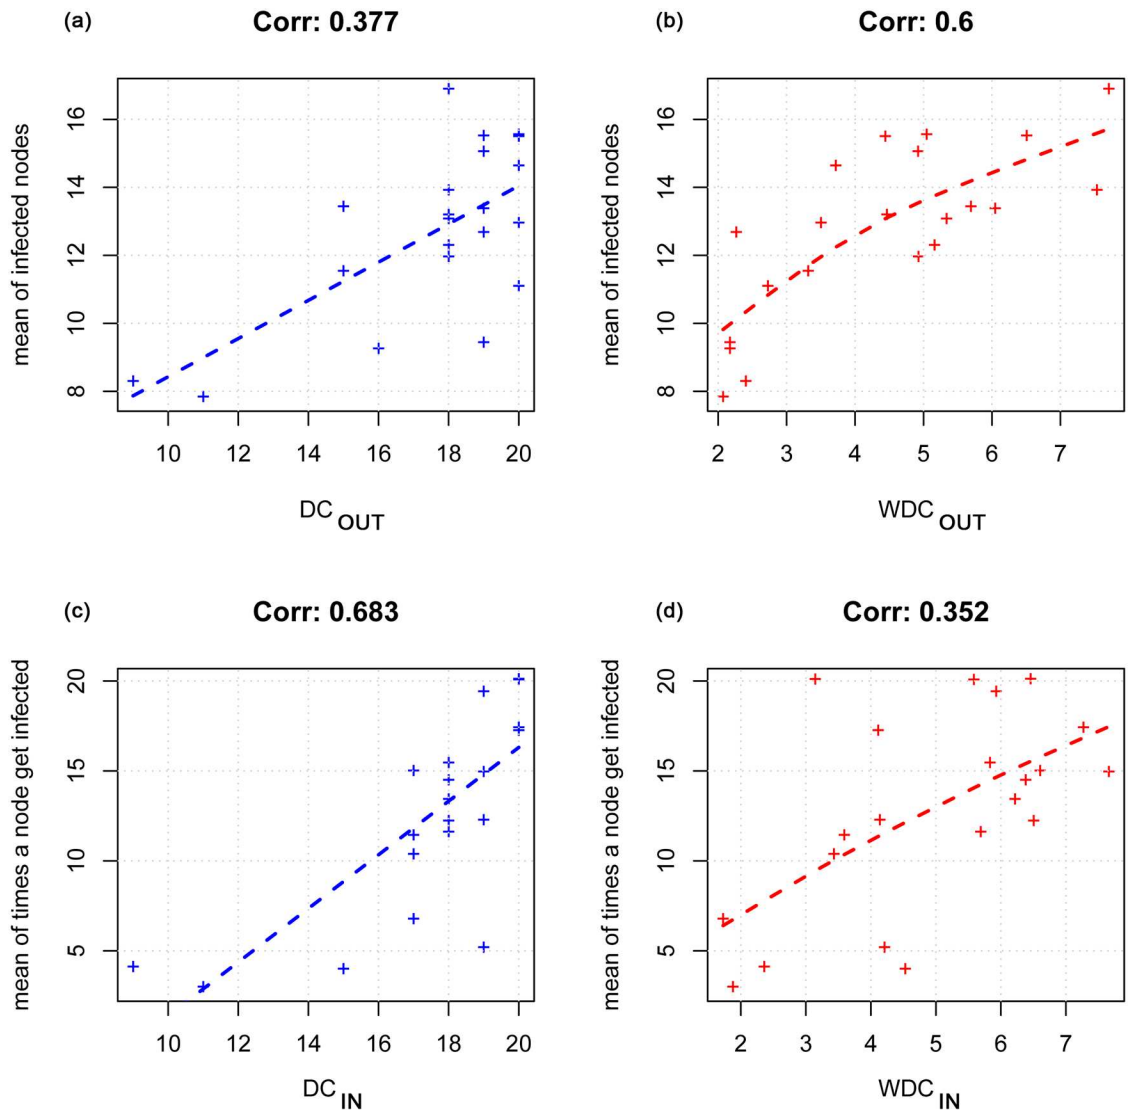 (a) Corr: 0.377
mean of infected nodes
16
14
12
10
8
10 12 14 16 18 20
DC OUT
(b) Corr: 0.6
mean of infected nodes
16
14
12
10
8
2 3 4 5 6 7
WDC OUT
(c) Corr: 0.683
mean of times a node get infected
20
15
10
5
10 12 14 16 18 20
DC IN
(d) Corr: 0.352
mean of times a node get infected
20
15
10
5
2 3 4 5 6 7
WDC IN